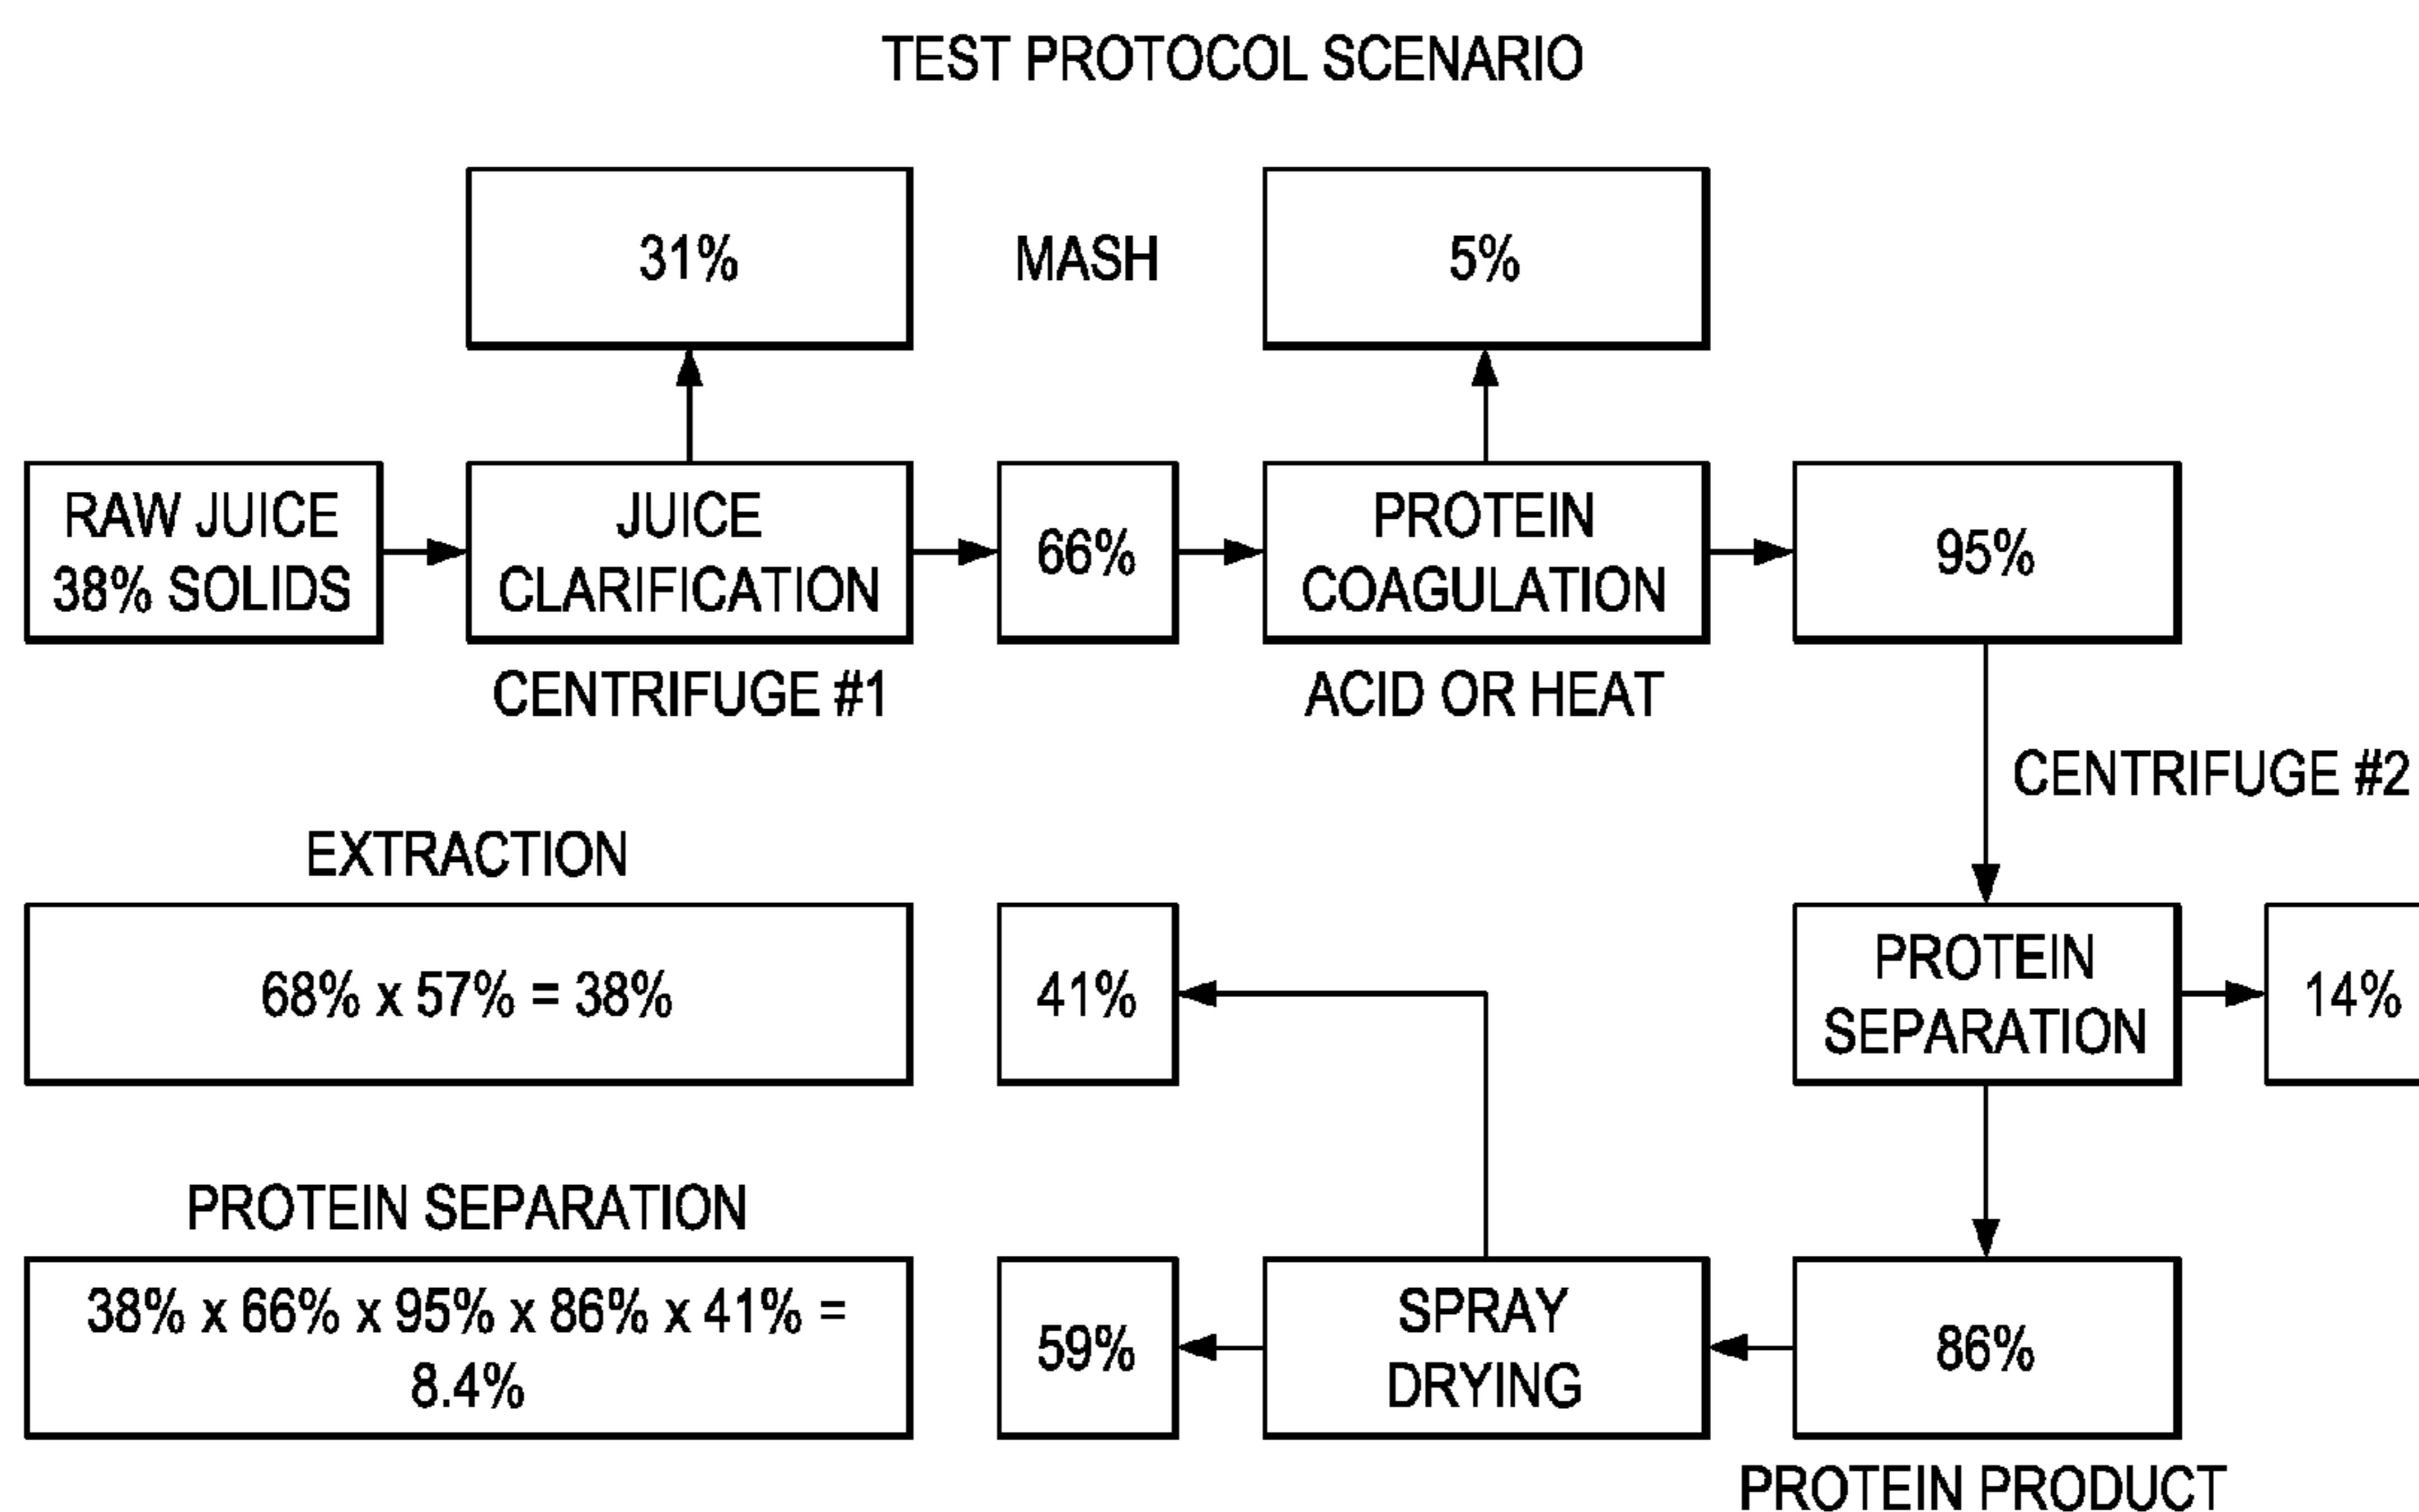 TEST PROTOCOL SCENARIO
31%
MASH
5%
RAW JUICE
38% SOLIDS
JUICE
CLARIFICATION
66%
PROTEIN
COAGULATION
95%
CENTRIFUGE #1
ACID OR HEAT
CENTRIFUGE #2
EXTRACTION
68% x 57% = 38%
41%
PROTEIN
SEPARATION
14%
PROTEIN SEPARATION
38% x 66% x 95% x 86% x 41% =
8.4%
59%
SPRAY
DRYING
86%
PROTEIN PRODUCT